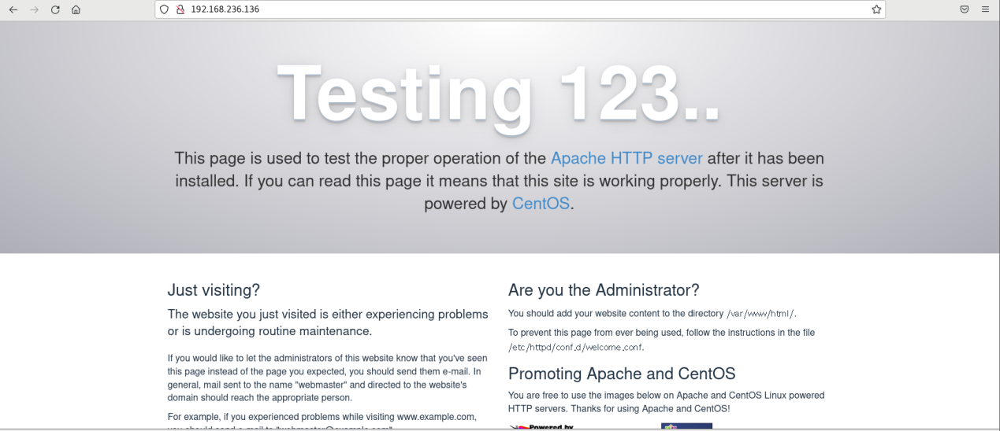 192.168.236.136
Testing 123..
This page is used to test the proper operation of the Apache HTTP server after it has been
installed. If you can read this page it means that this site is working properly. This server is
powered by CentOS.
Just visiting?
The website you just visited is either experiencing problems
or is undergoing routine maintenance.
If you would like to let the administrators of this website know that you've seen
this page instead of the page you expected, you should send them e-mail. In
general, mail sent to the name "webmaster" and directed to the website's
domain should reach the appropriate person.
For example, if you experienced problems while visiting www.example.com,
you should send e-mail to "webmaster@example.com".
Are you the Administrator?
You should add your website content to the directory /var/www/html/.
To prevent this page from ever being used, follow the instructions in the file
/etc/httpd/conf.d/welcome.conf.
Promoting Apache and CentOS
You are free to use the images below on Apache and CentOS Linux powered
HTTP servers. Thanks for using Apache and CentOS!
Powered by